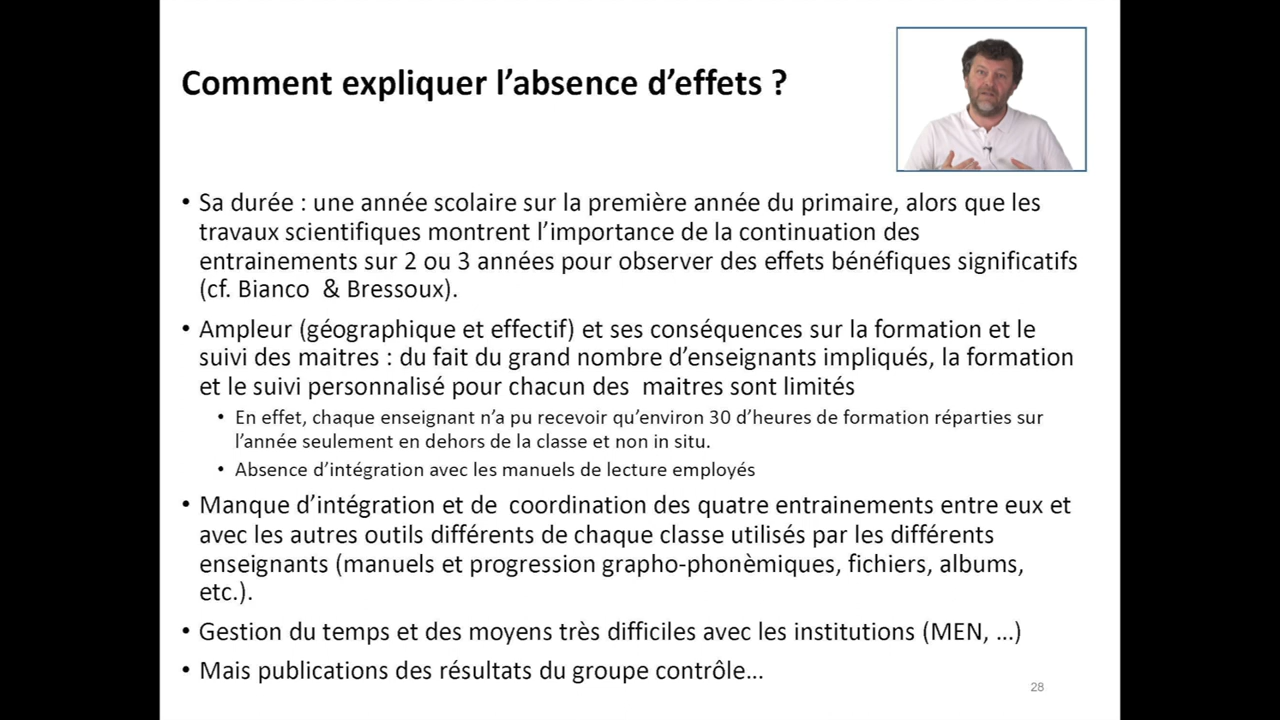 Comment expliquer l’absence d’effets ?
• Sa durée : une année scolaire sur la première année du primaire, alors que les
travaux scientifiques montrent l’importance de la continuation des
entrainements sur 2 ou 3 années pour observer des effets bénéfiques significatifs
(cf. Bianco & Bressoux).
• Ampleur (géographique et effectif) et ses conséquences sur la formation et le
suivi des maitres : du fait du grand nombre d’enseignants impliqués, la formation
et le suivi personnalisé pour chacun des maitres sont limités
• En effet, chaque enseignant n’a pu recevoir qu’environ 30 d’heures de formation réparties sur
l’année seulement en dehors de la classe et non in situ.
• Absence d’intégration avec les manuels de lecture employés
• Manque d’intégration et de coordination des quatre entrainements entre eux et
avec les autres outils différents de chaque classe utilisés par les différents
enseignants (manuels et progression grapho-phonèmiques, fichiers, albums,
etc.).
• Gestion du temps et des moyens très difficiles avec les institutions (MEN, ...)
• Mais publications des résultats du groupe contrôle...
28